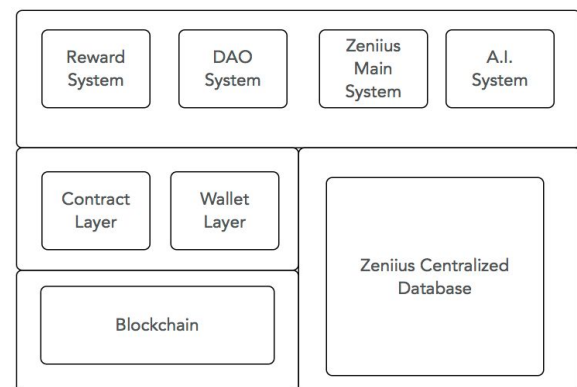 Reward
System
DAO
System
Zeniius
Main
System
A.I.
System
Contract
Layer
Wallet
Layer
Zeniius Centralized
Database
Blockchain